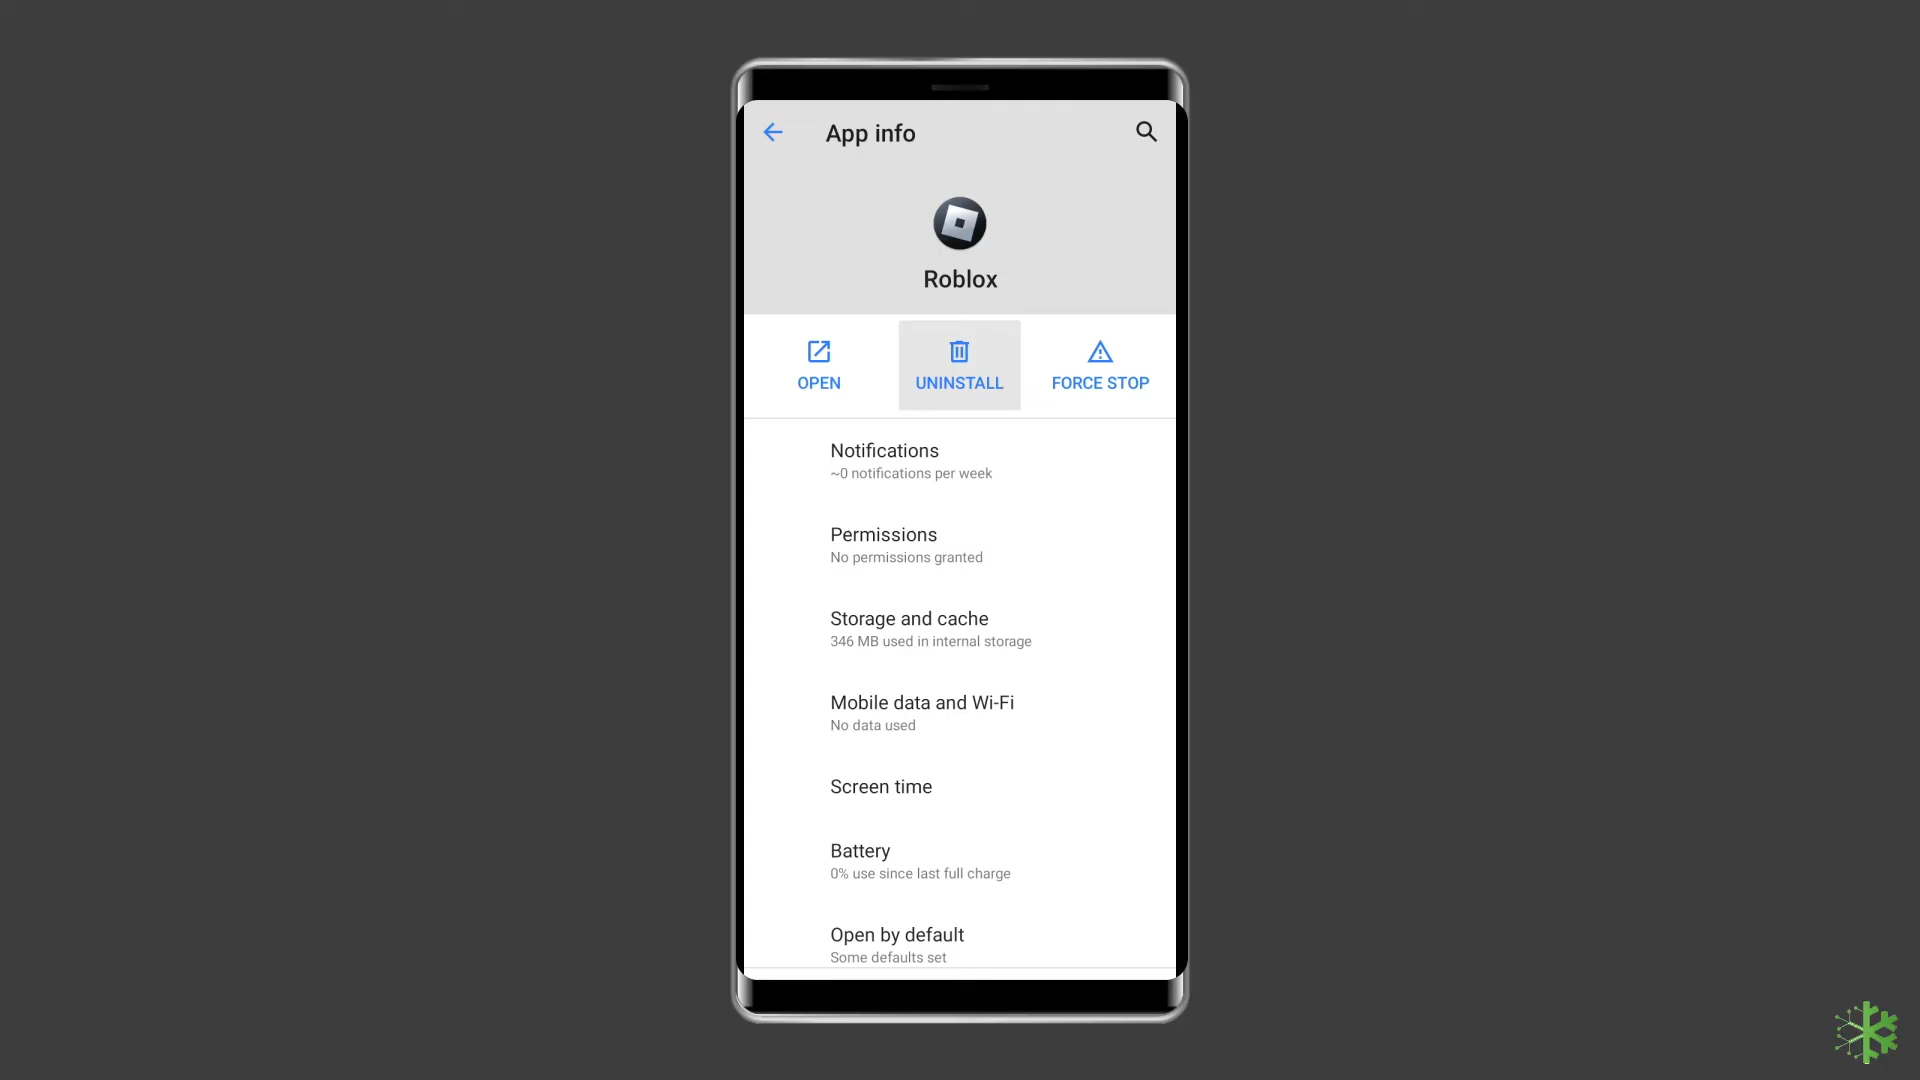 App info
Roblox
OPEN
UNINSTALL
FORCE STOP
Notifications
~0 notifications per week
Permissions
No permissions granted
Storage and cache
346 MB used in internal storage
Mobile data and Wi-Fi
No data used
Screen time
Battery
0% use since last full charge
Open by default
Some defaults set